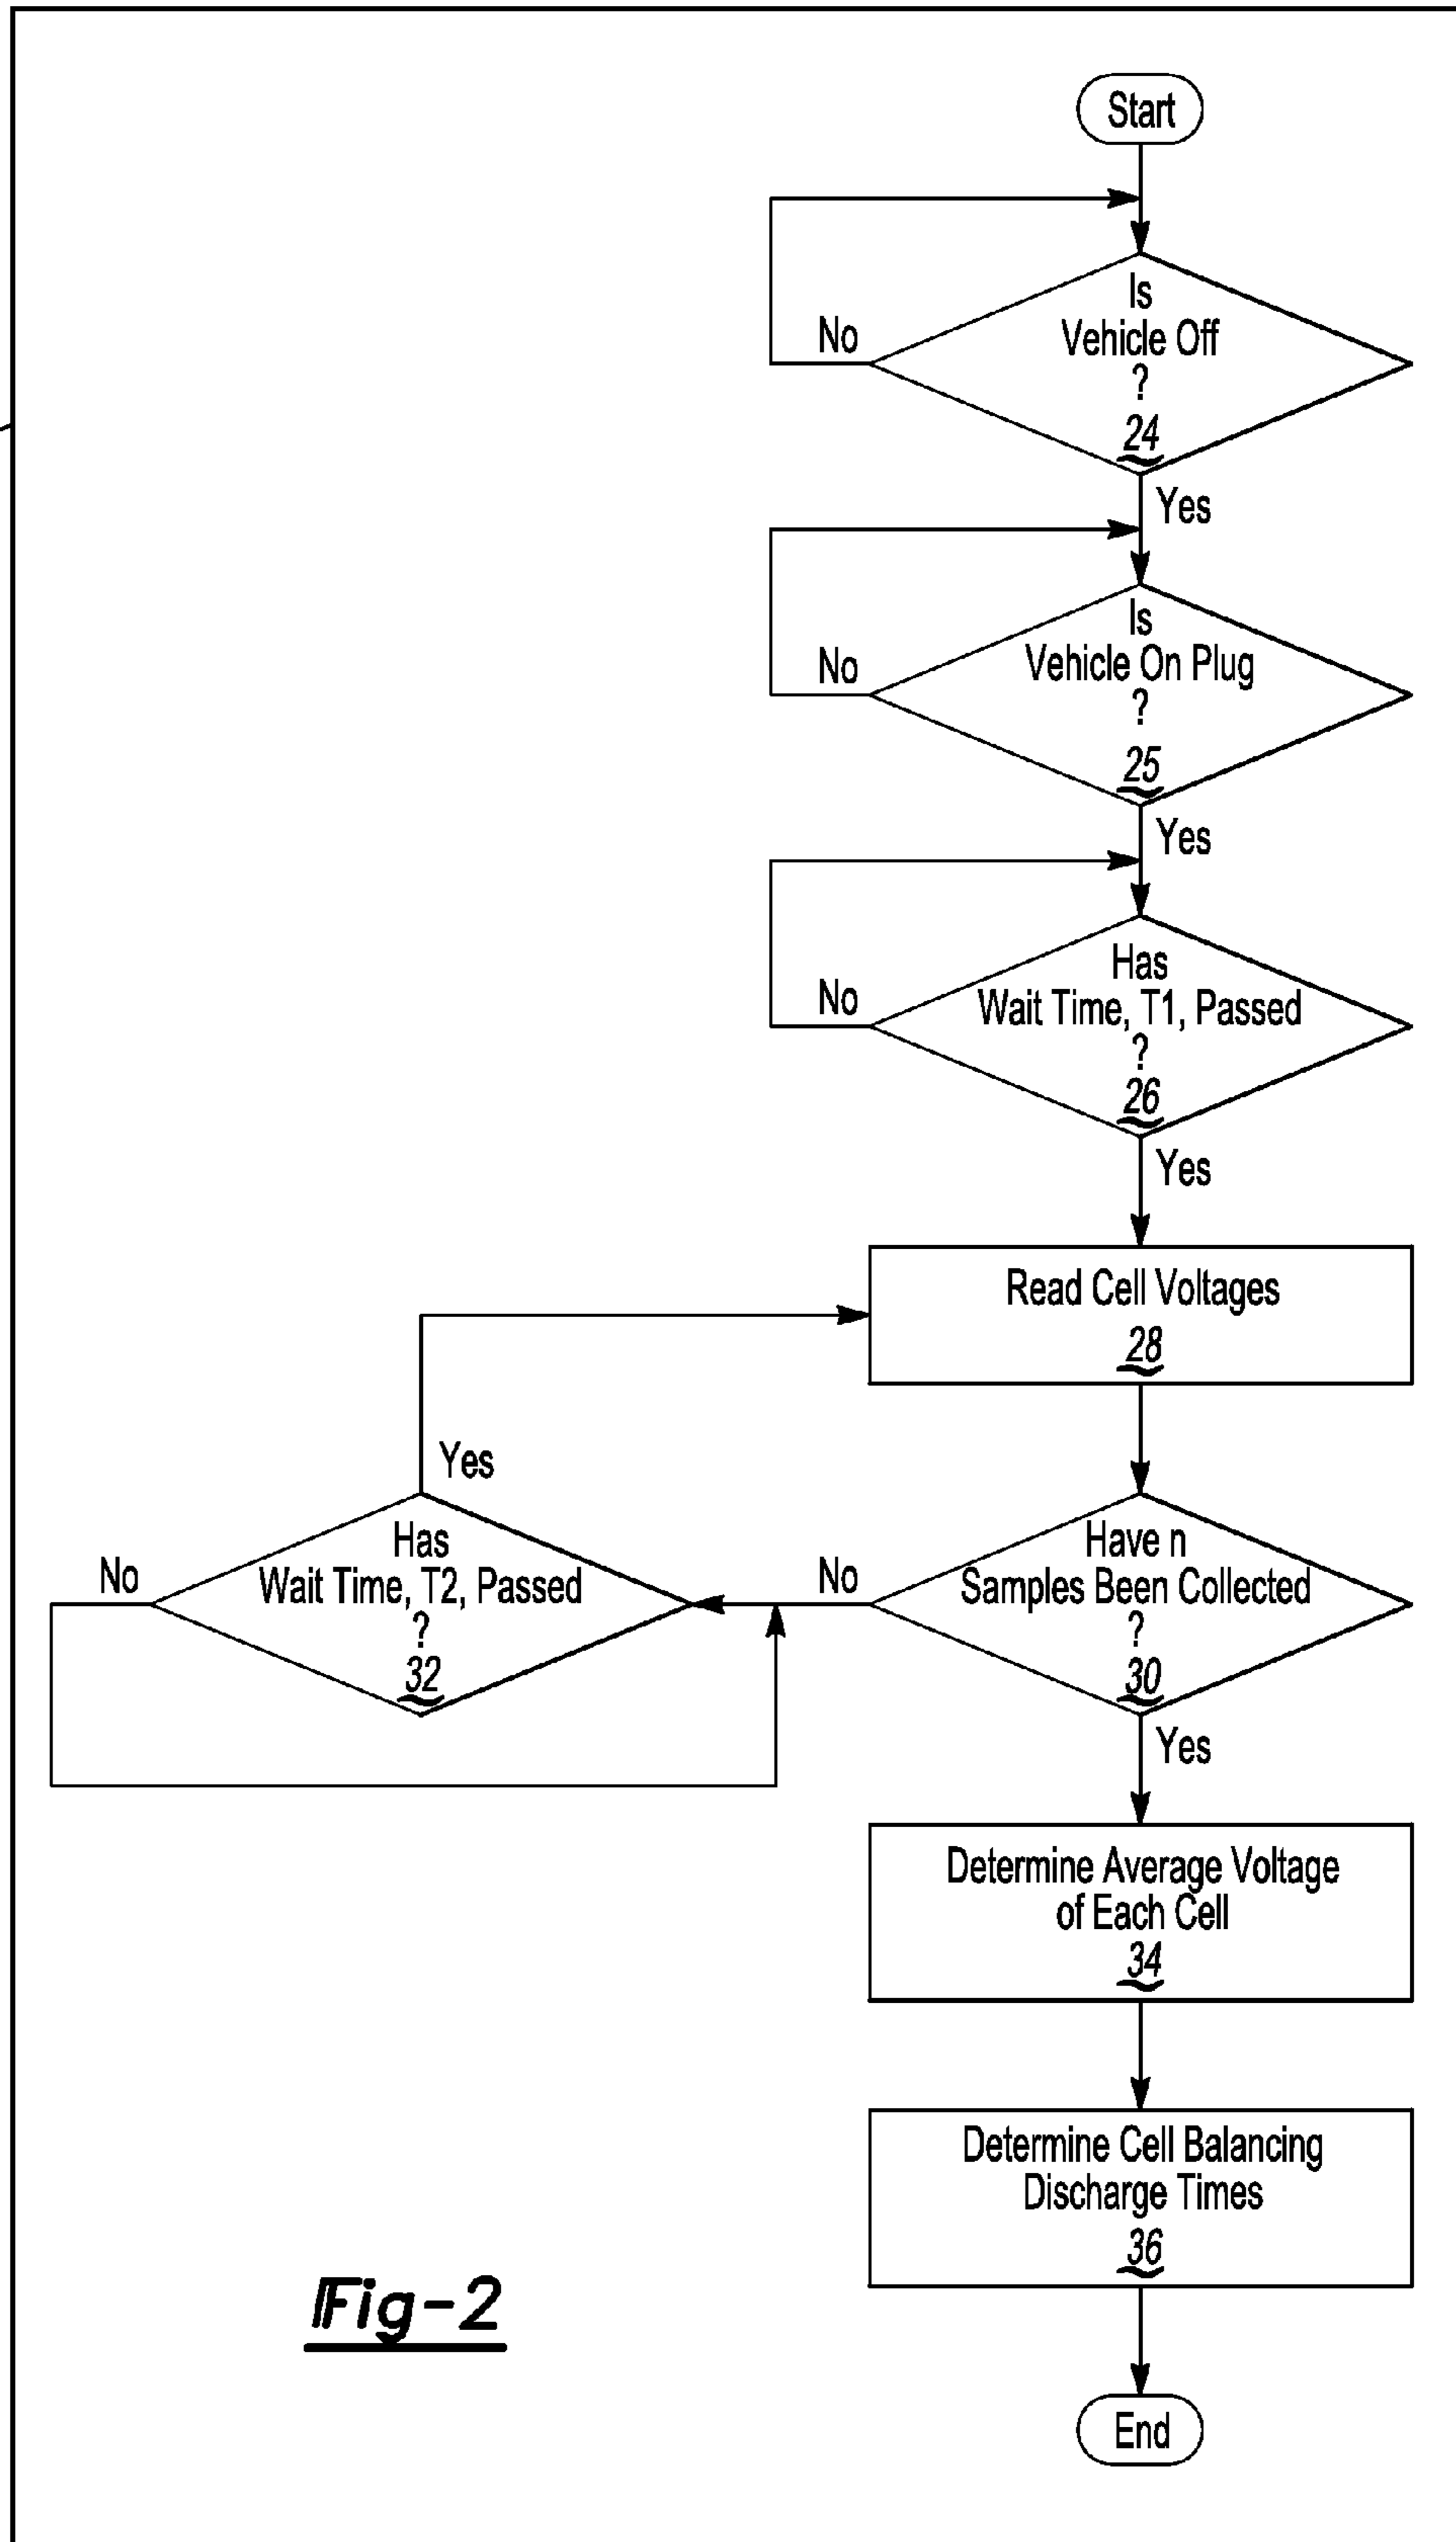 Start
Is
Vehicle Off
?
24
No
Yes
Is
Vehicle On Plug
?
25
No
Yes
Has
Wait Time, T1, Passed
?
26
No
Yes
Read Cell Voltages
28
Have n
Samples Been Collected
?
30
No
Yes
Has
Wait Time, T2, Passed
?
32
No
Yes
Determine Average Voltage
of Each Cell
34
Determine Cell Balancing
Discharge Times
36
End
Fig-2